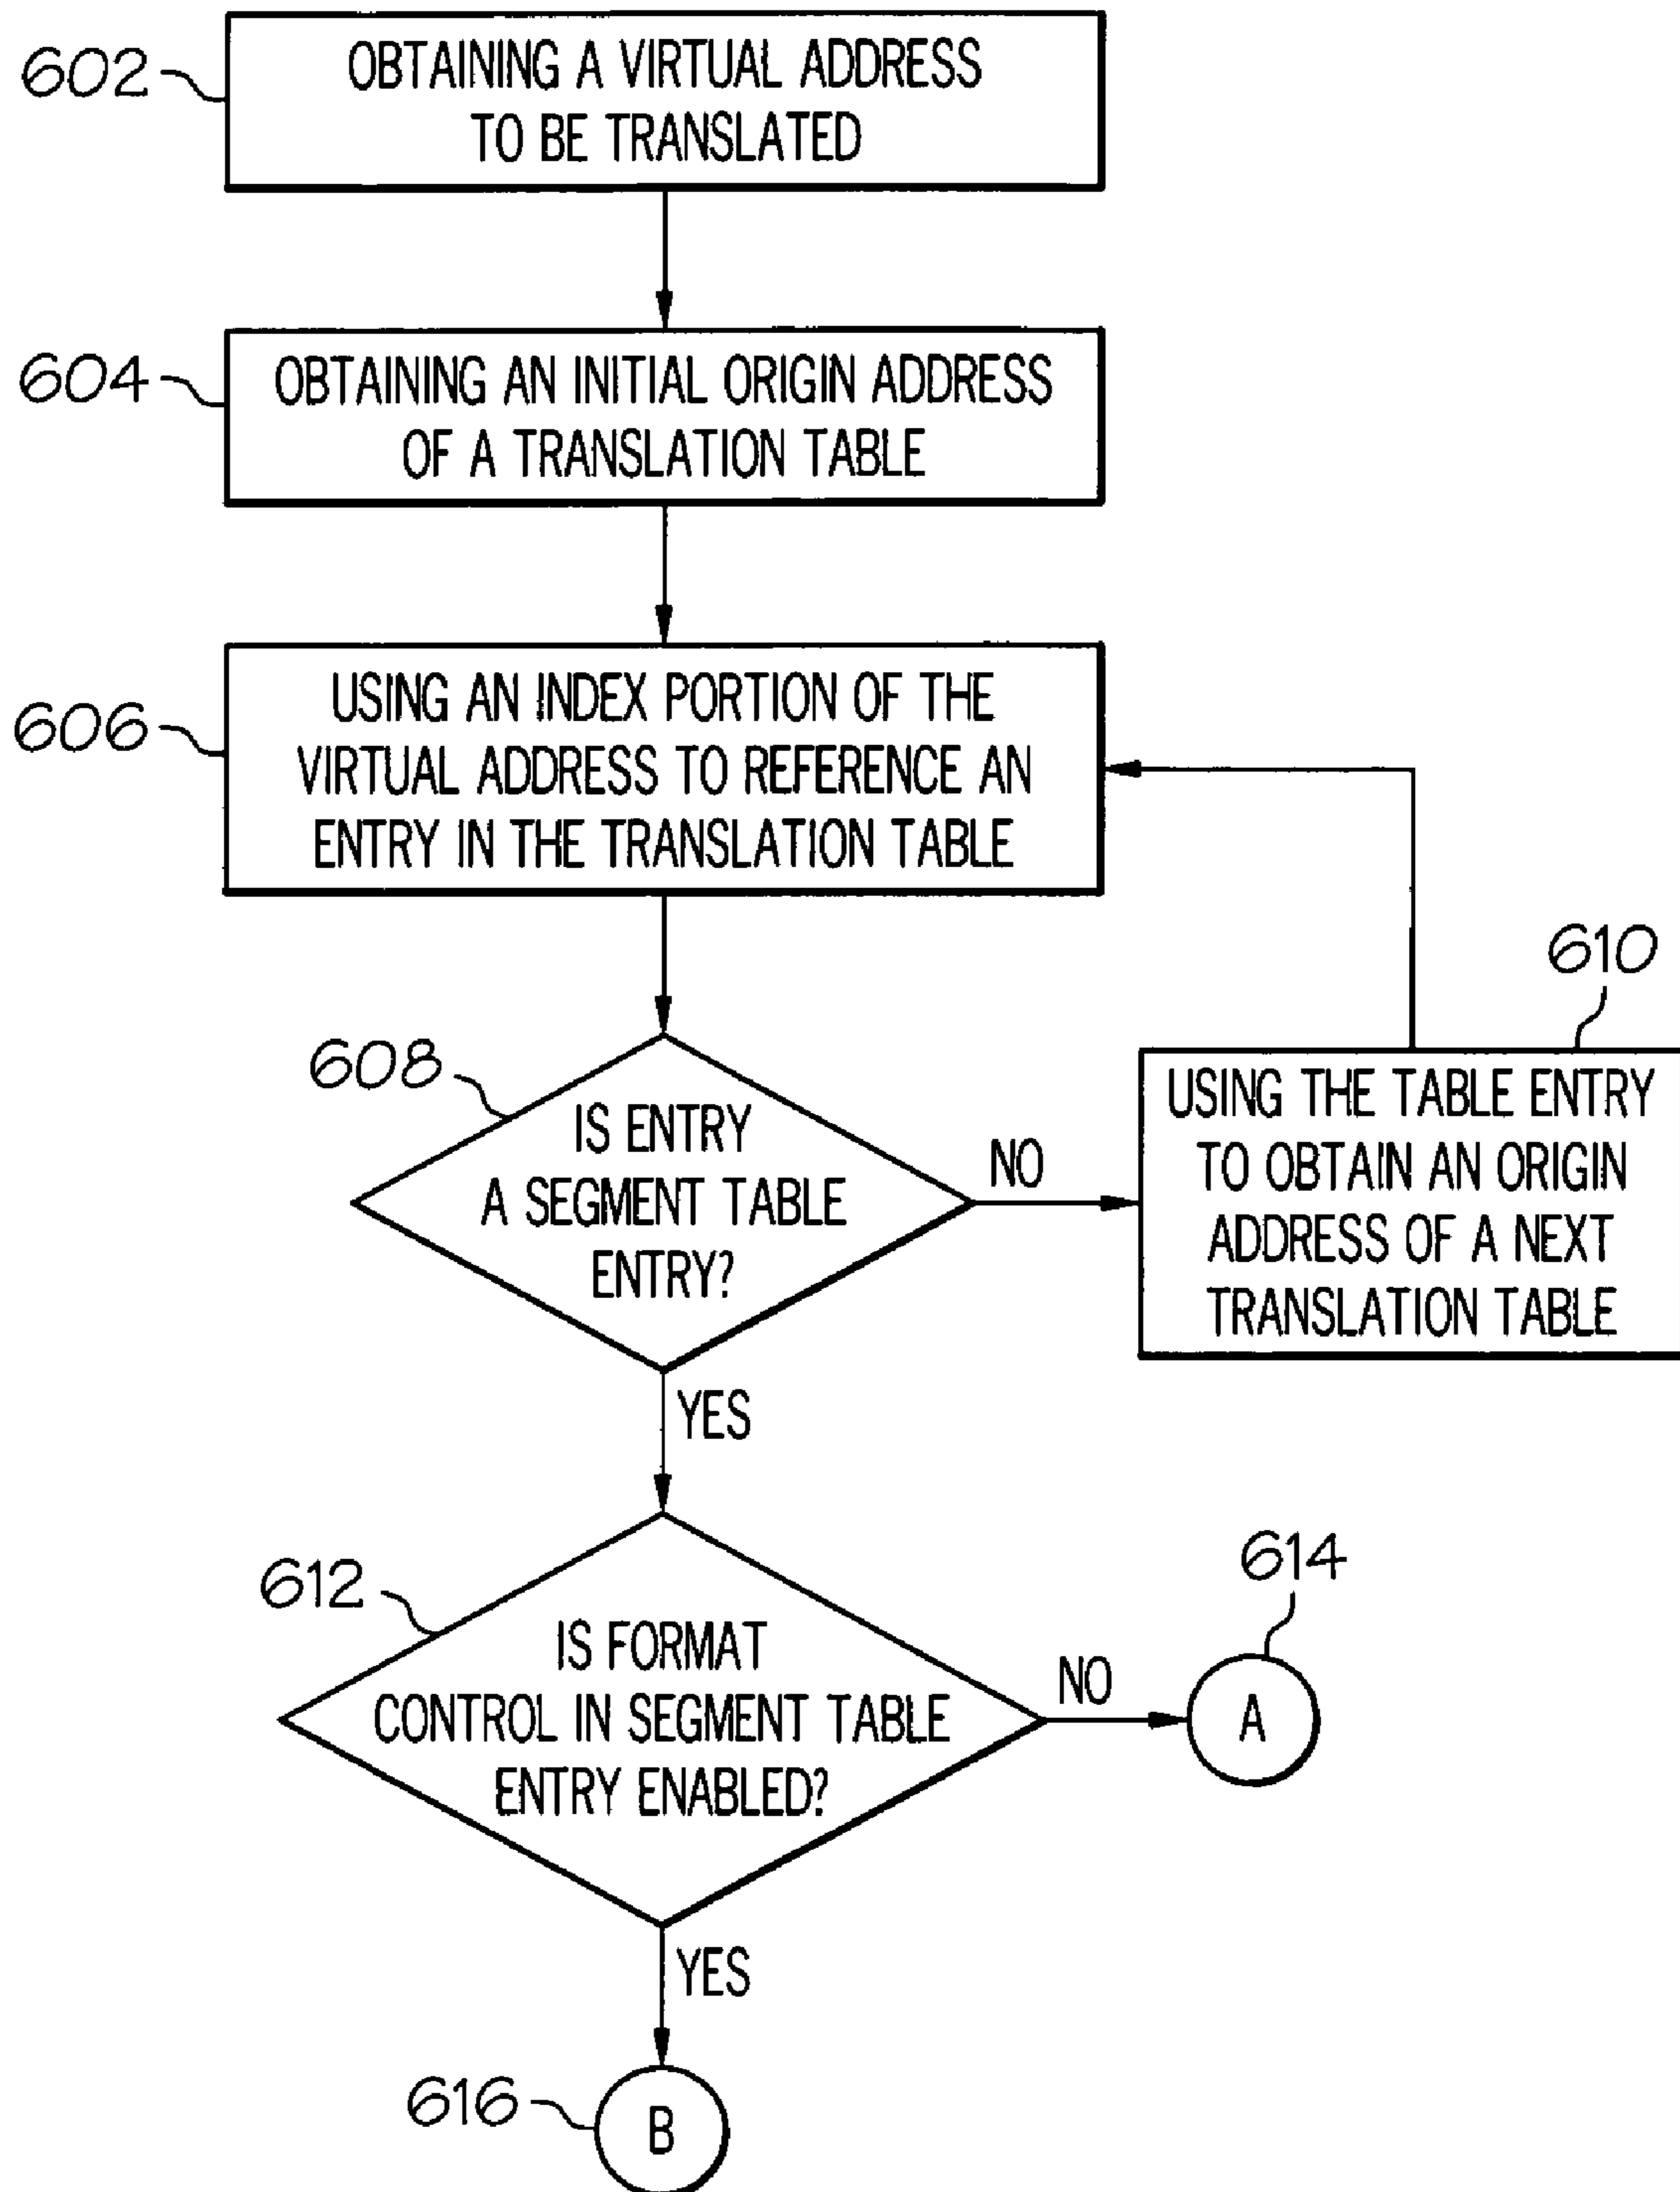 602
OBTAINING A VIRTUAL ADDRESS
TO BE TRANSLATED
604
OBTAINING AN INITIAL ORIGIN ADDRESS
OF A TRANSLATION TABLE
606
USING AN INDEX PORTION OF THE
VIRTUAL ADDRESS TO REFERENCE AN
ENTRY IN THE TRANSLATION TABLE
608
IS ENTRY
A SEGMENT TABLE
ENTRY?
NO
610
USING THE TABLE ENTRY
TO OBTAIN AN ORIGIN
ADDRESS OF A NEXT
TRANSLATION TABLE
YES
612
IS FORMAT
CONTROL IN SEGMENT TABLE
ENTRY ENABLED?
NO
614
A
YES
616
B